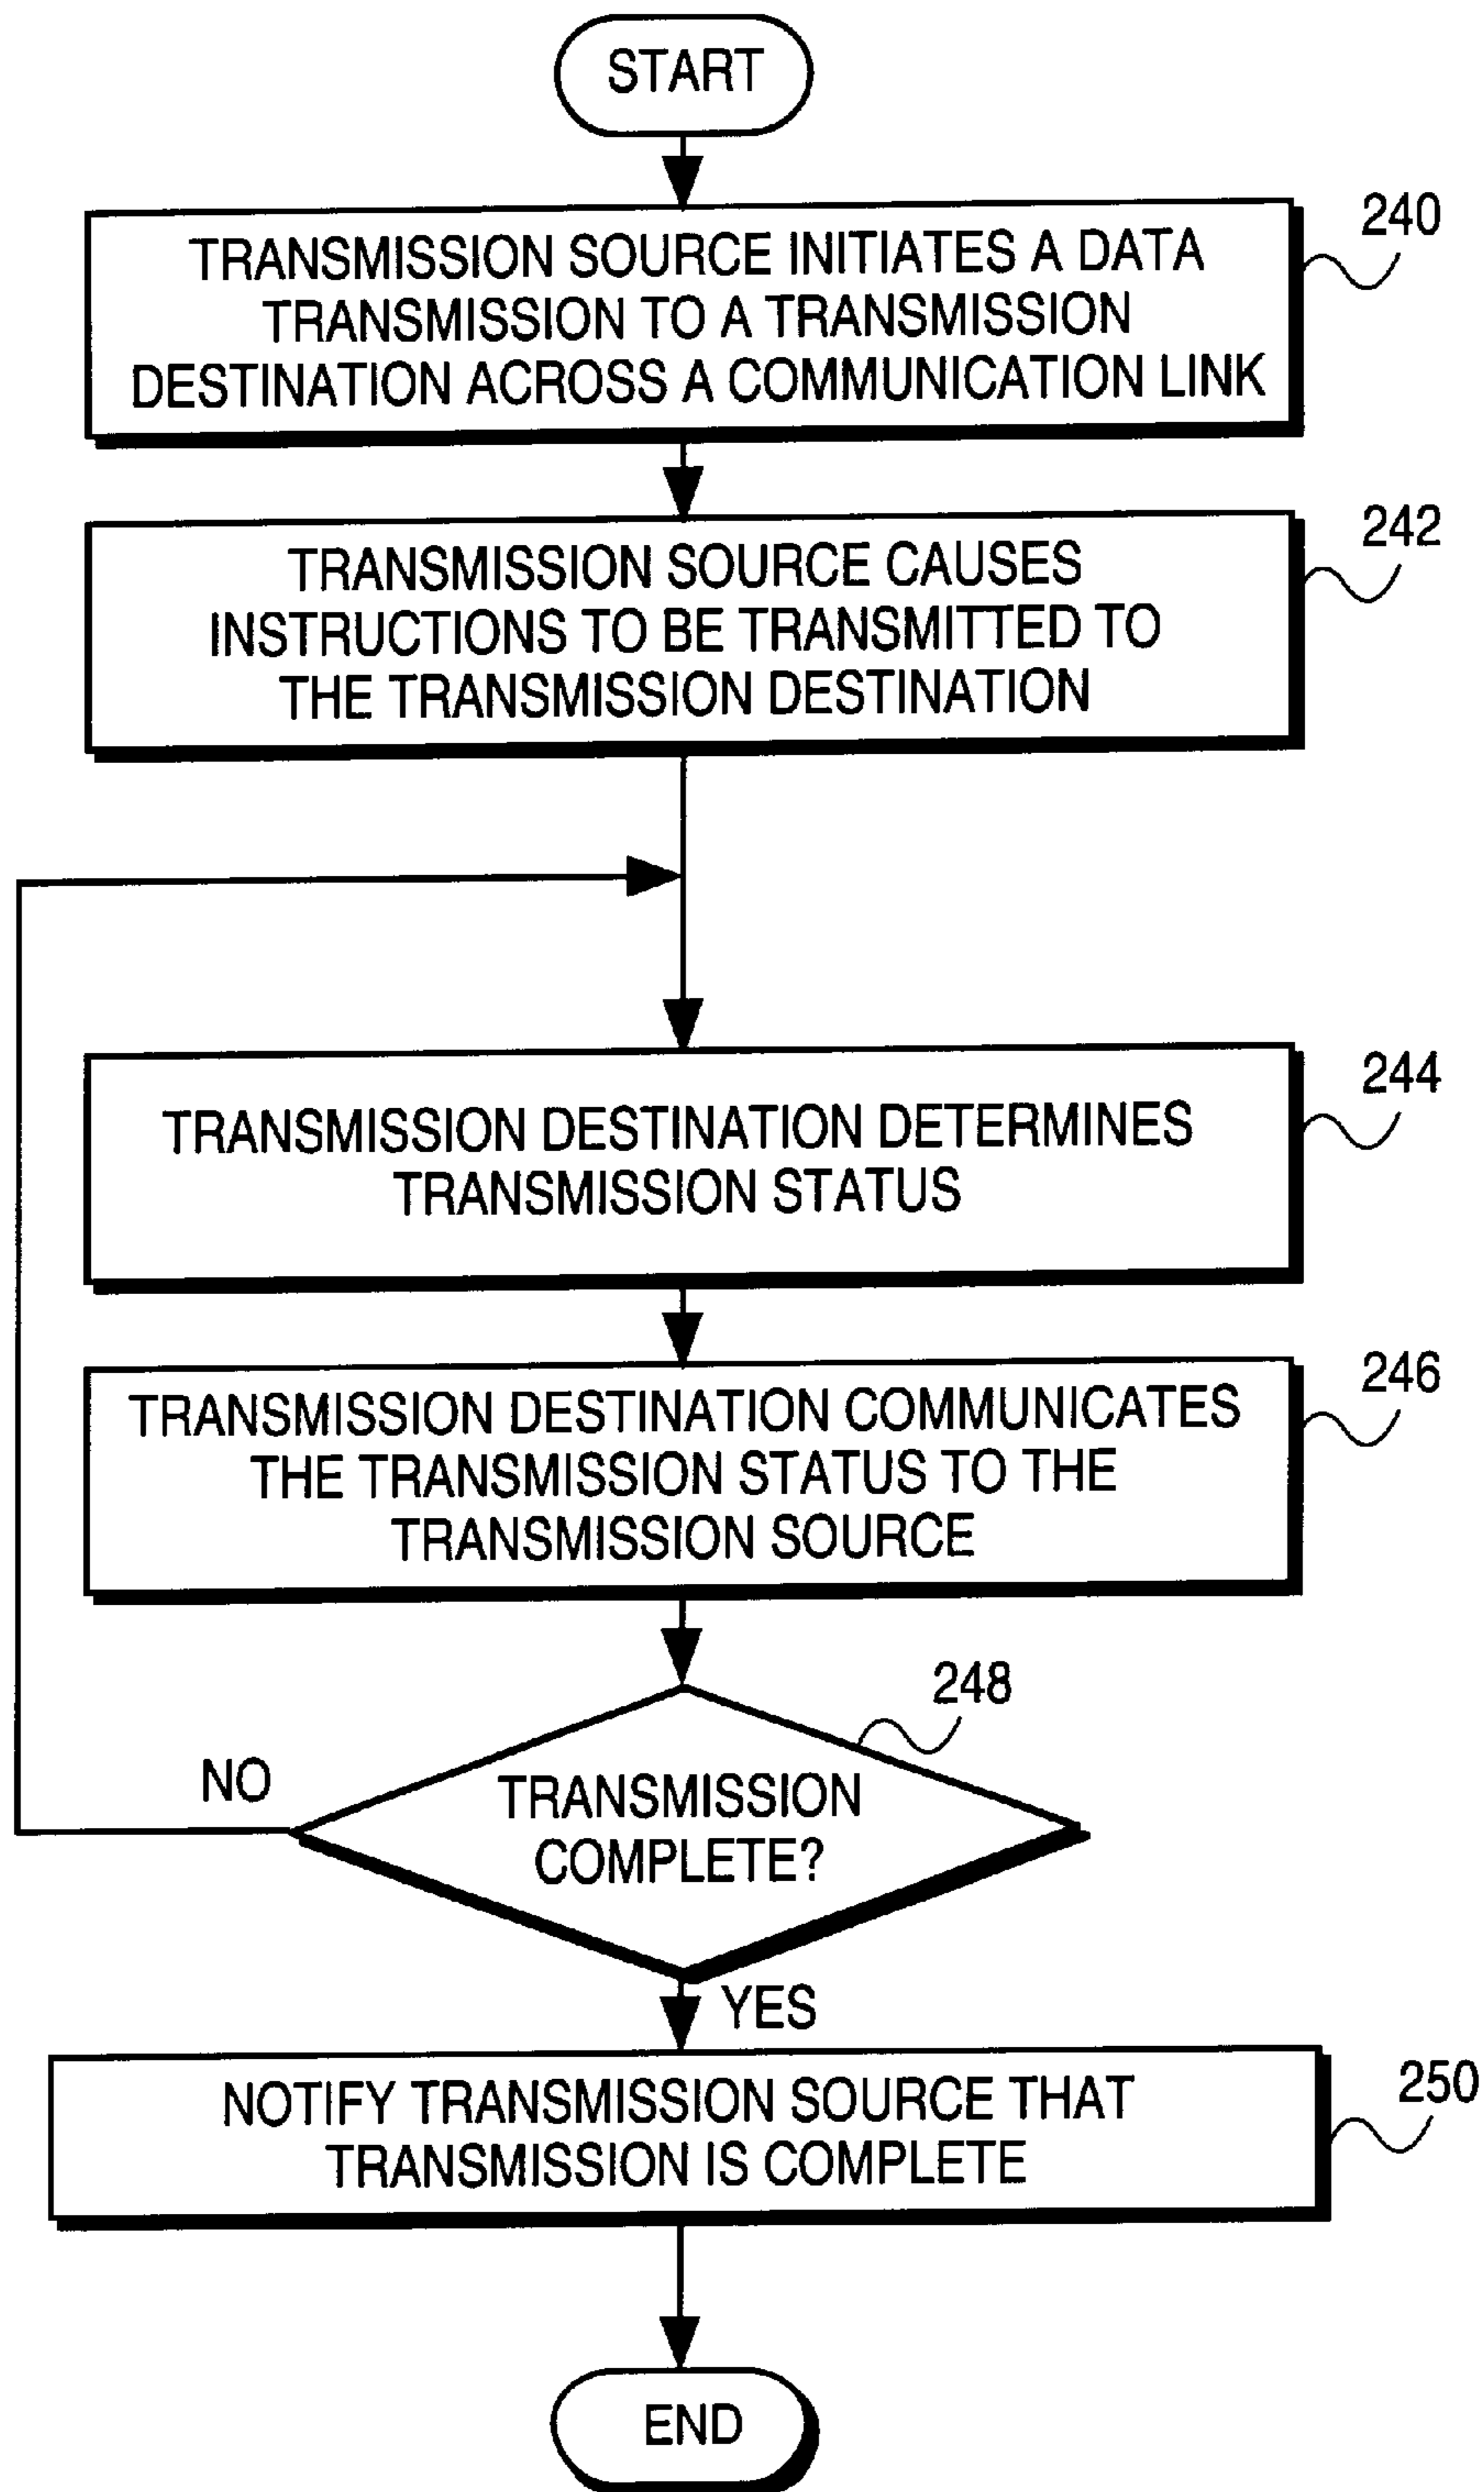 START
TRANSMISSION SOURCE INITIATES A DATA
TRANSMISSION TO A TRANSMISSION
DESTINATION ACROSS A COMMUNICATION LINK
240
TRANSMISSION SOURCE CAUSES
INSTRUCTIONS TO BE TRANSMITTED TO
THE TRANSMISSION DESTINATION
242
TRANSMISSION DESTINATION DETERMINES
TRANSMISSION STATUS
244
TRANSMISSION DESTINATION COMMUNICATES
THE TRANSMISSION STATUS TO THE
TRANSMISSION SOURCE
246
248
NO
TRANSMISSION
COMPLETE?
YES
NOTIFY TRANSMISSION SOURCE THAT
TRANSMISSION IS COMPLETE
250
END